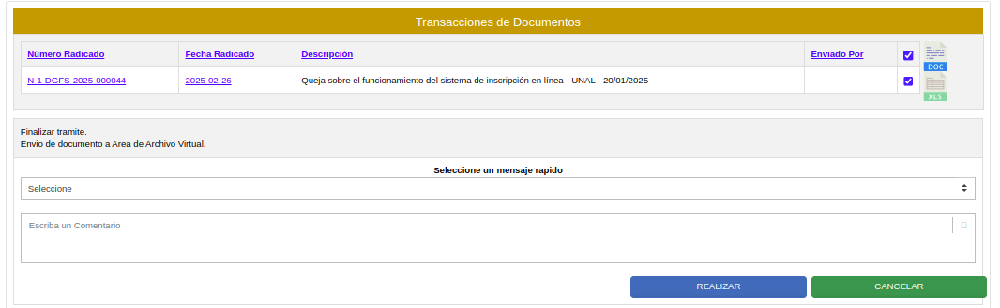 Transacciones de Documentos
Número Radicado Fecha Radicado Descripción Enviado Por
DOC
N-1-DGFS-2025-000044 2025-02-26 Queja sobre el funcionamiento del sistema de inscripción en línea - UNAL - 20/01/2025
XLS
Finalizar tramite.
Envio de documento a Area de Archivo Virtual.
Seleccione un mensaje rapido
Seleccione
Escriba un Comentario
REALIZAR CANCELAR